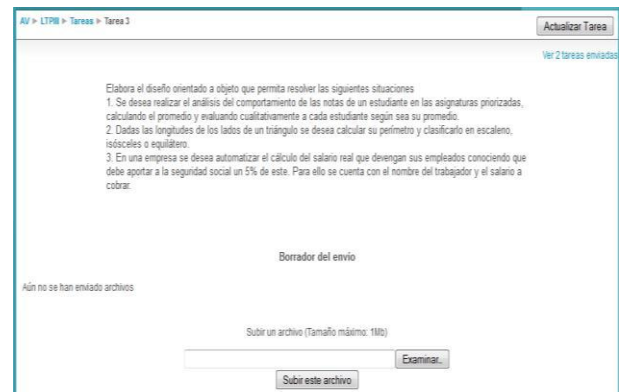 AV ► LTPIII ► Tareas ► Tarea 3
Actualizar Tarea
Ver 2 tareas enviadas
Elabora el diseño orientado a objeto que permita resolver las siguientes situaciones
1. Se desea realizar el análisis del comportamiento de las notas de un estudiante en las asignaturas priorizadas,
calculando el promedio y evaluando cualitativamente a cada estudiante según sea su promedio.
2. Dadas las longitudes de los lados de un triángulo se desea calcular su perímetro y clasificarlo en escaleno,
isósceles o equilátero.
3. En una empresa se desea automatizar el cálculo del salario real que devengan sus empleados conociendo que
debe aportar a la seguridad social un 5% de este. Para ello se cuenta con el nombre del trabajador y el salario a
cobrar.
Borrador del envío
Aún no se han enviado archivos
Subir un archivo (Tamaño máximo: 1Mb)
Examinar..
Subir este archivo